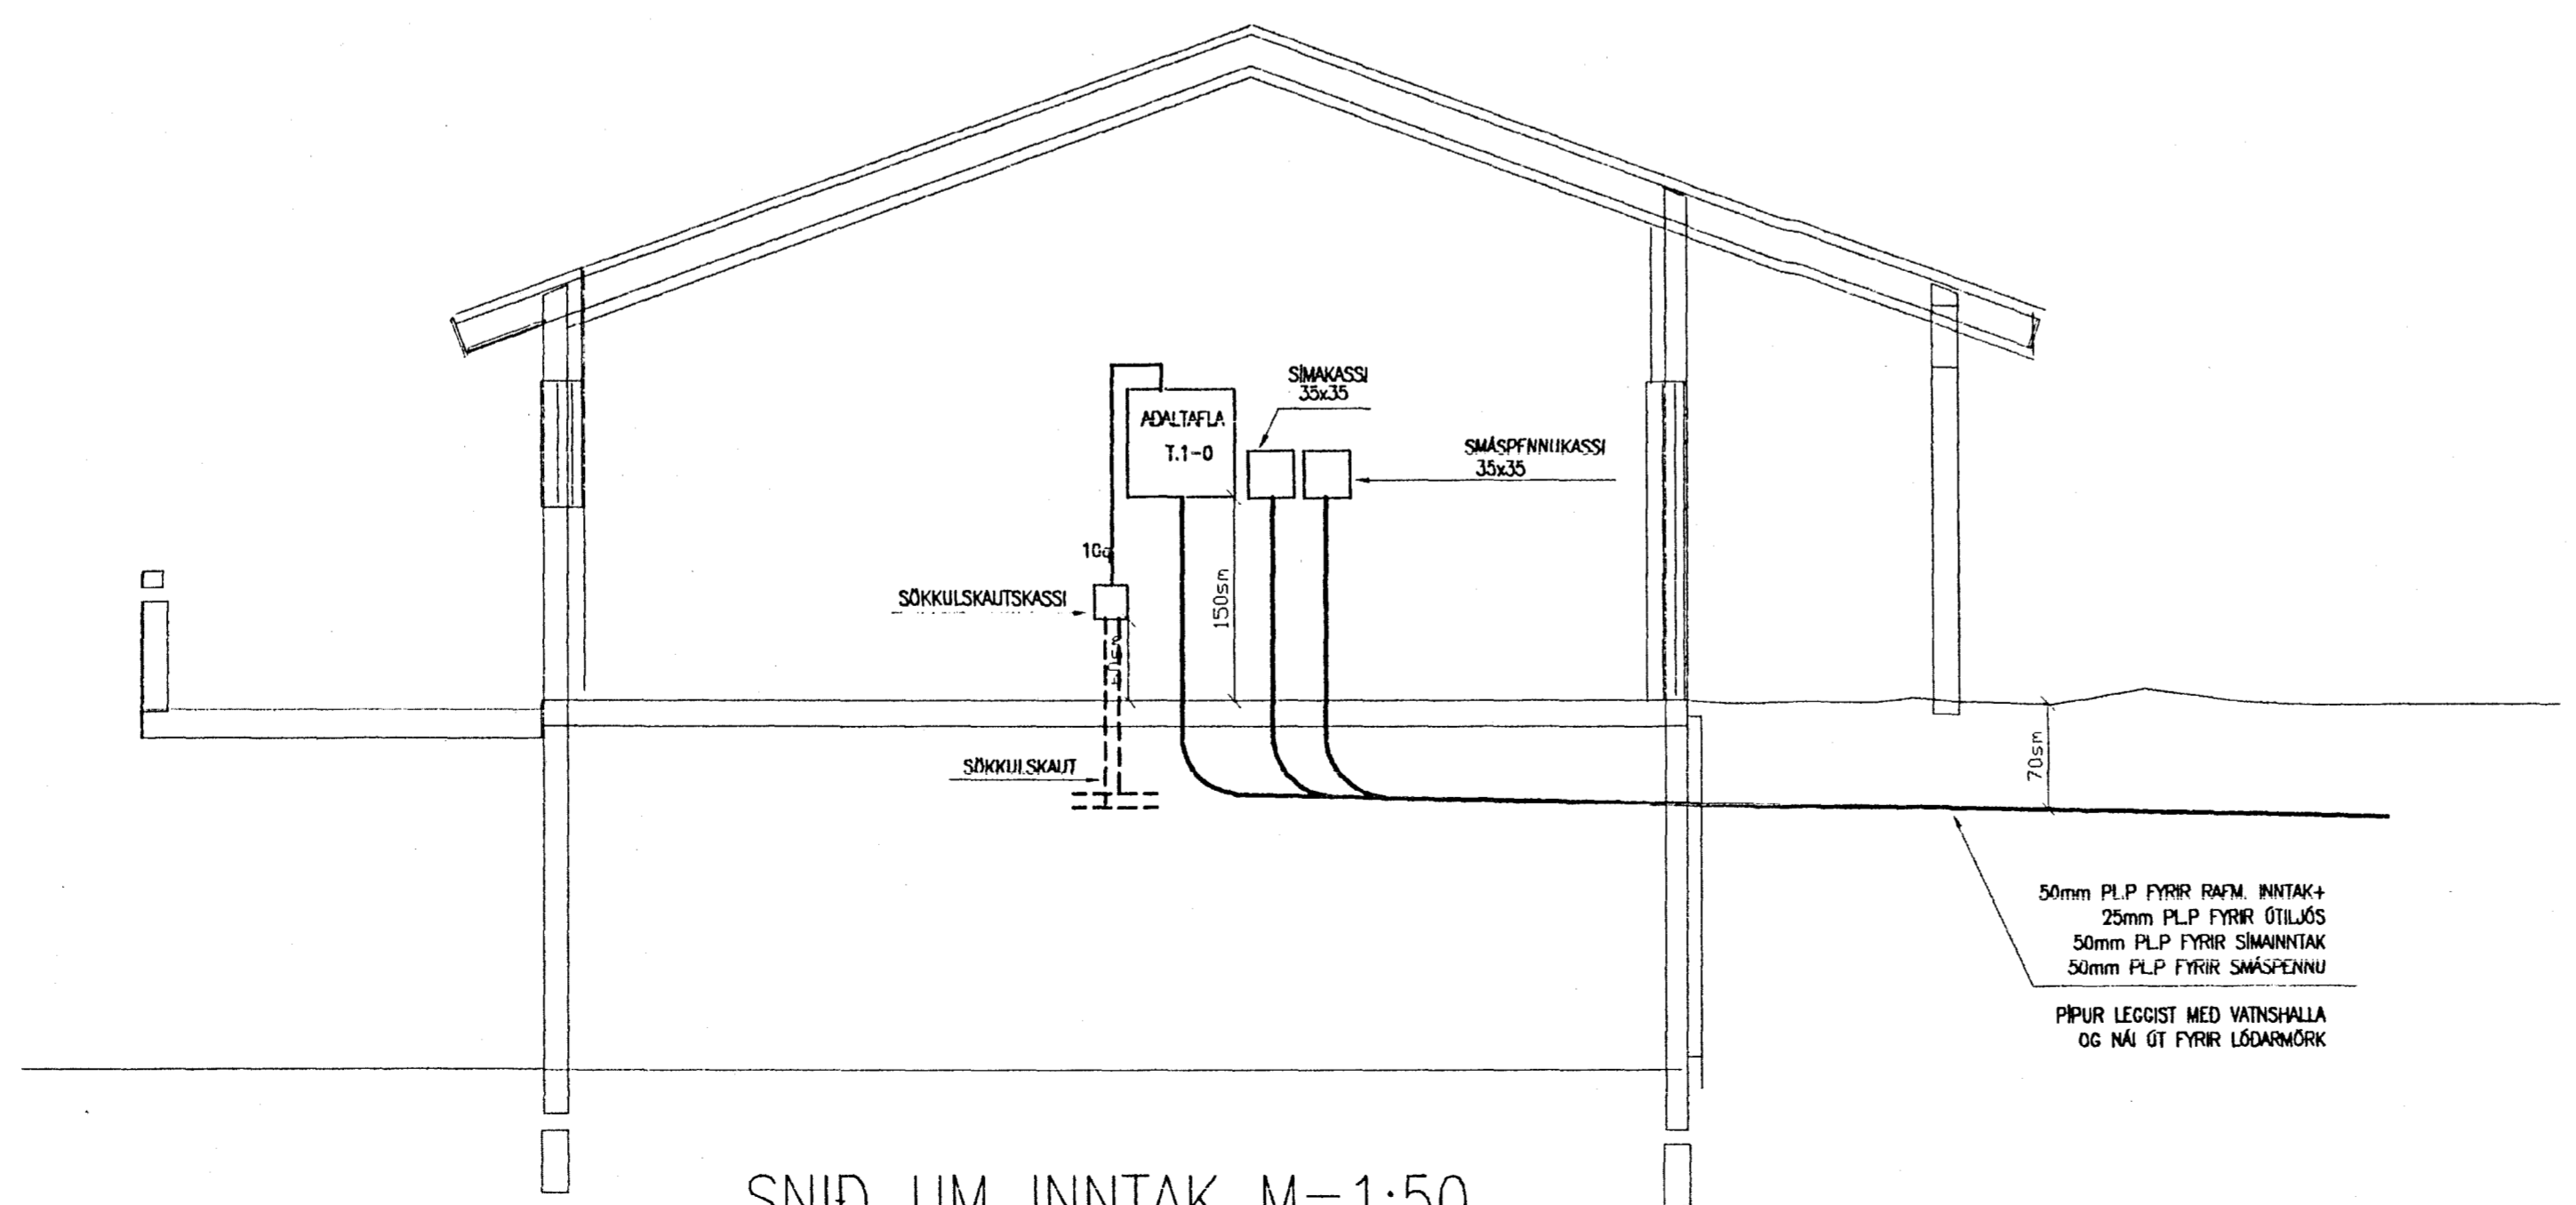 SÍMAKASSI
35x35
ADALTAFLA
T.1-0
SMÁSPENNUKASSI
35x35
SÖKKULSKAUTSKASSI
150sm
SÖKKULSKAUT
70sm
50mm PLP FYRIR RAFM. INNTAK+
25mm PLP FYRIR ÚTILJÓS
50mm PLP FYRIR SÍMAINNTAK
50mm PLP FYRIR SMÁSPENNU
PÍPUR LEGGIST MED VATNSHALLA
OG NÁI ÚT FYRIR LÓDARMÖRK
SNIÐ UM INNTAK M=1:50